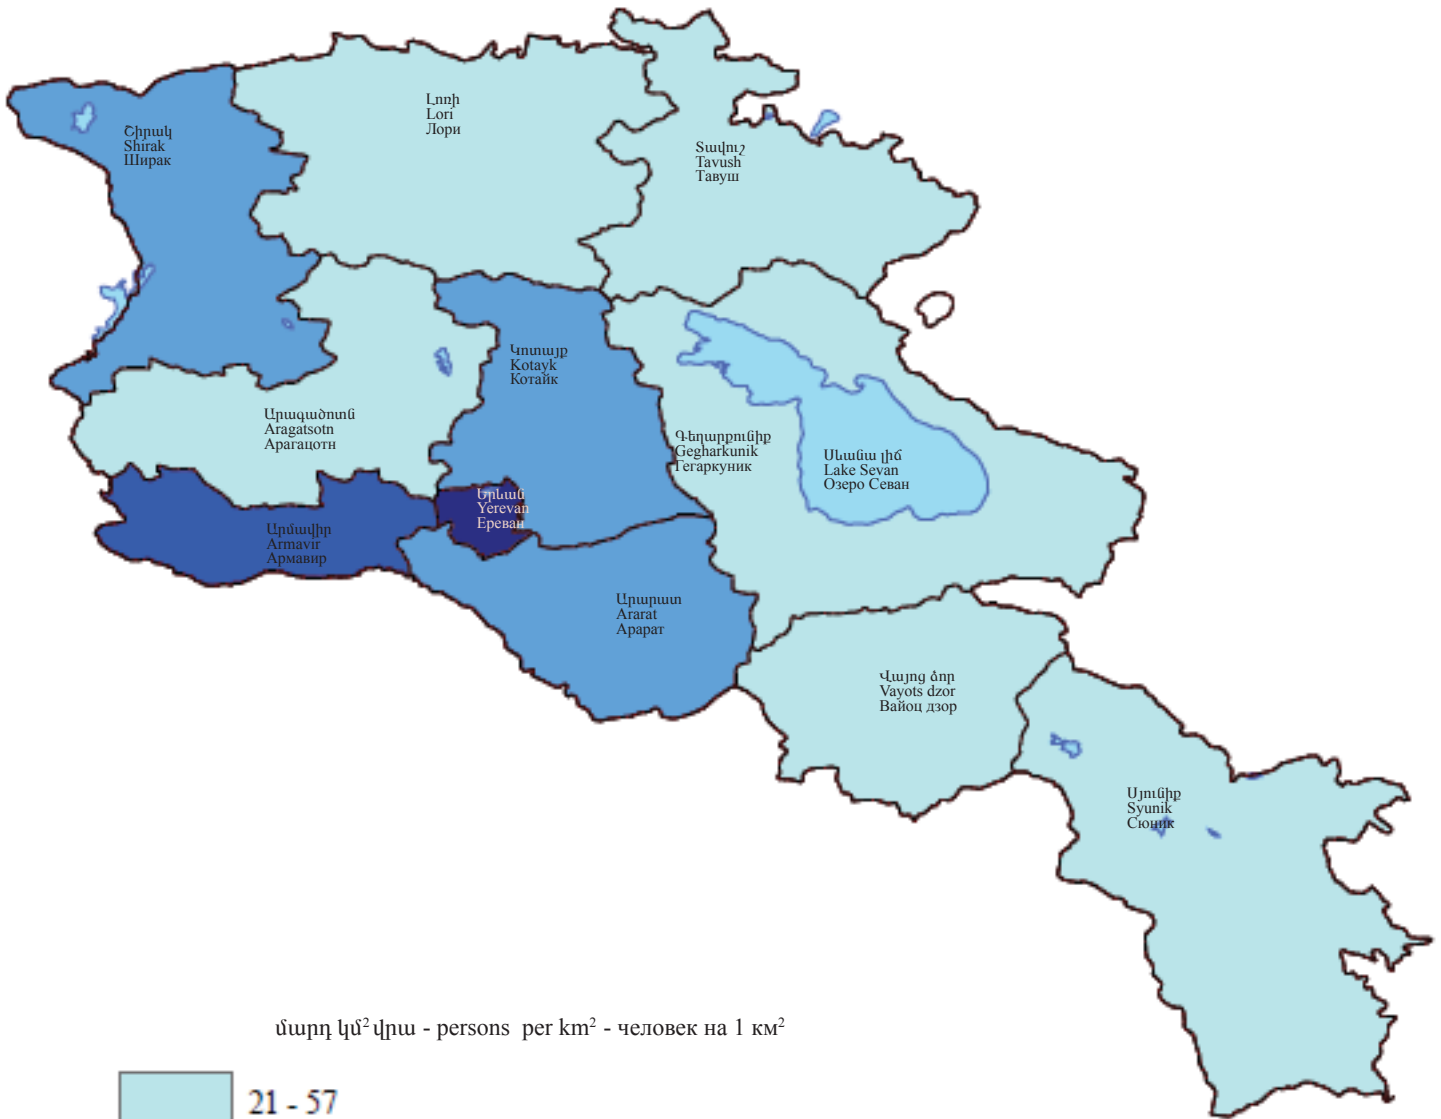 Լոռի
Lori
Лори
Շիրակ
Shirak
Ширак
Տավուշ
Tavush
Тавуш
Կոտայք
Kotayk
Котайк
Արագածոտն
Aragatsotn
Арагацотн
Գեղարքունիք
Gegharkunik
Гегаркуник
Սևանա լիճ
Lake Sevan
Озеро Севан
Երևան
Yerevan
Ереван
Արմավիր
Armavir
Армавир
Արարատ
Ararat
Арарат
Վայոց ձոր
Vayots dzor
Вайоц дзор
Սյունիք
Syunik
Сюник
մարդ կմ² վրա - persons per km² - человек на 1 км²
21 - 57